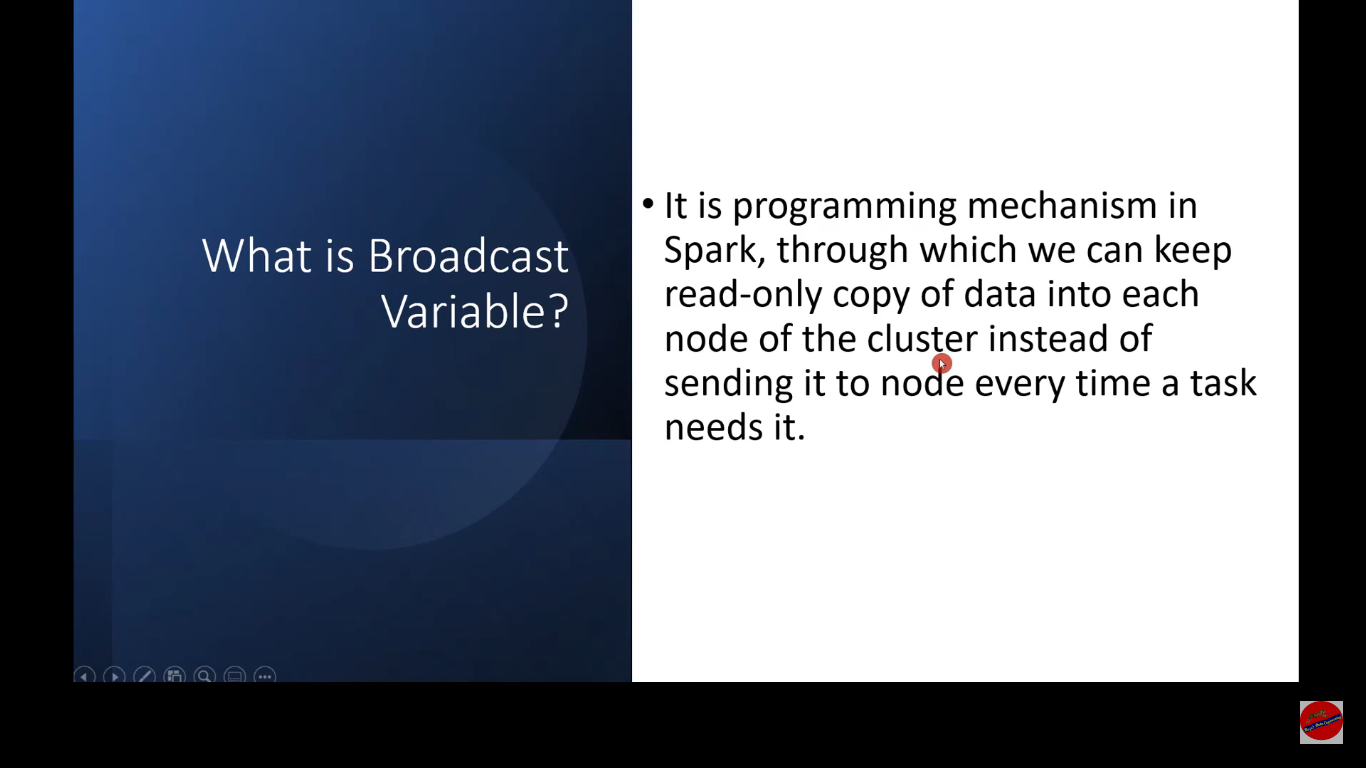 What is Broadcast
Variable?
• It is programming mechanism in
Spark, through which we can keep
read-only copy of data into each
node of the cluster instead of
sending it to node every time a task
needs it.